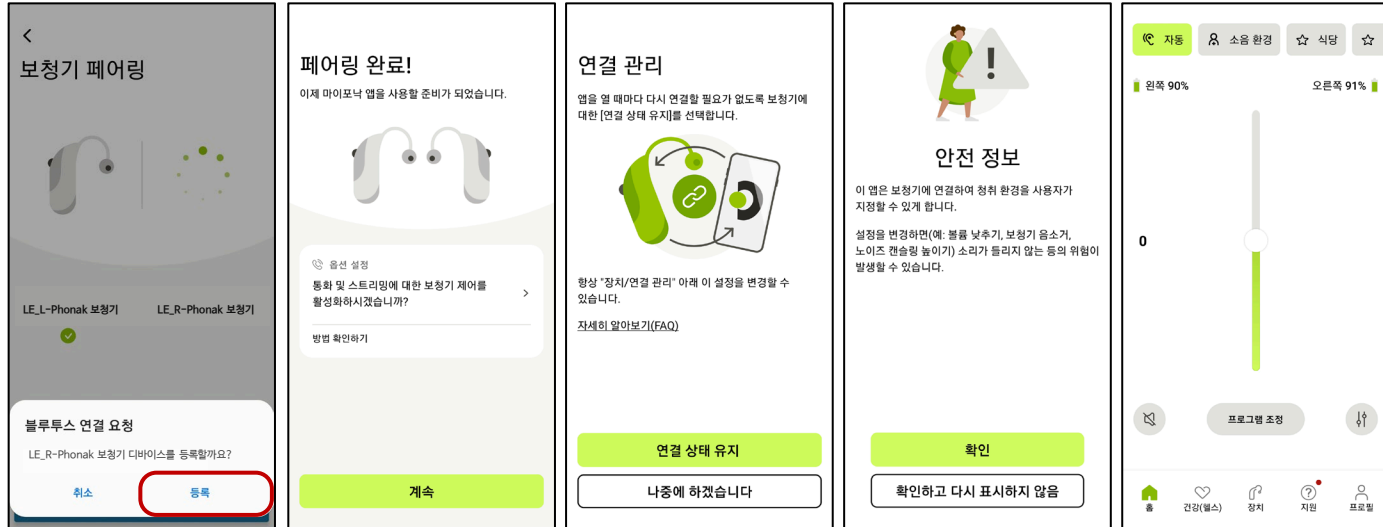 보청기 페어링
LE_L-Phonak 보청기
LE_R-Phonak 보청기
블루투스 연결 요청
LE_R-Phonak 보청기 디바이스를 등록할까요?
취소
등록
페어링 완료!
이제 마이포낙 앱을 사용할 준비가 되었습니다.
옵션 설정
통화 및 스트리밍에 대한 보청기 제어를
활성화하시겠습니까?
방법 확인하기
계속
연결 관리
앱을 열 때마다 다시 연결할 필요가 없도록 보청기에
대한 [연결 상태 유지]를 선택합니다.
항상 "장치/연결 관리" 아래 이 설정을 변경할 수
있습니다.
자세히 알아보기(FAQ)
연결 상태 유지
나중에 하겠습니다
안전 정보
이 앱은 보청기에 연결하여 청취 환경을 사용자가
지정할 수 있게 합니다.
설정을 변경하면(예: 볼륨 낮추기, 보청기 음소거,
노이즈 캔슬링 높이기) 소리가 들리지 않는 등의 위험이
발생할 수 있습니다.
확인
확인하고 다시 표시하지 않음
자동
소음 환경
식당
왼쪽 90%
오른쪽 91%
0
프로그램 조정
홈
건강(헬스)
장치
지원
프로필